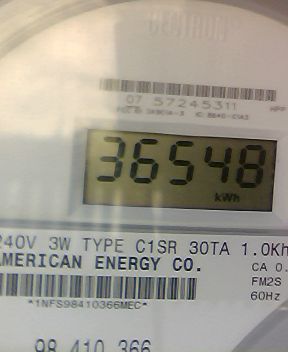 07 57245311
36548
kWh
240V 3W TYPE C1SR 30TA 1.0Kh
AMERICAN ENERGY CO.
CA 0.
FM2S
60Hz
*1NFS98410366MEC*
98 410 366